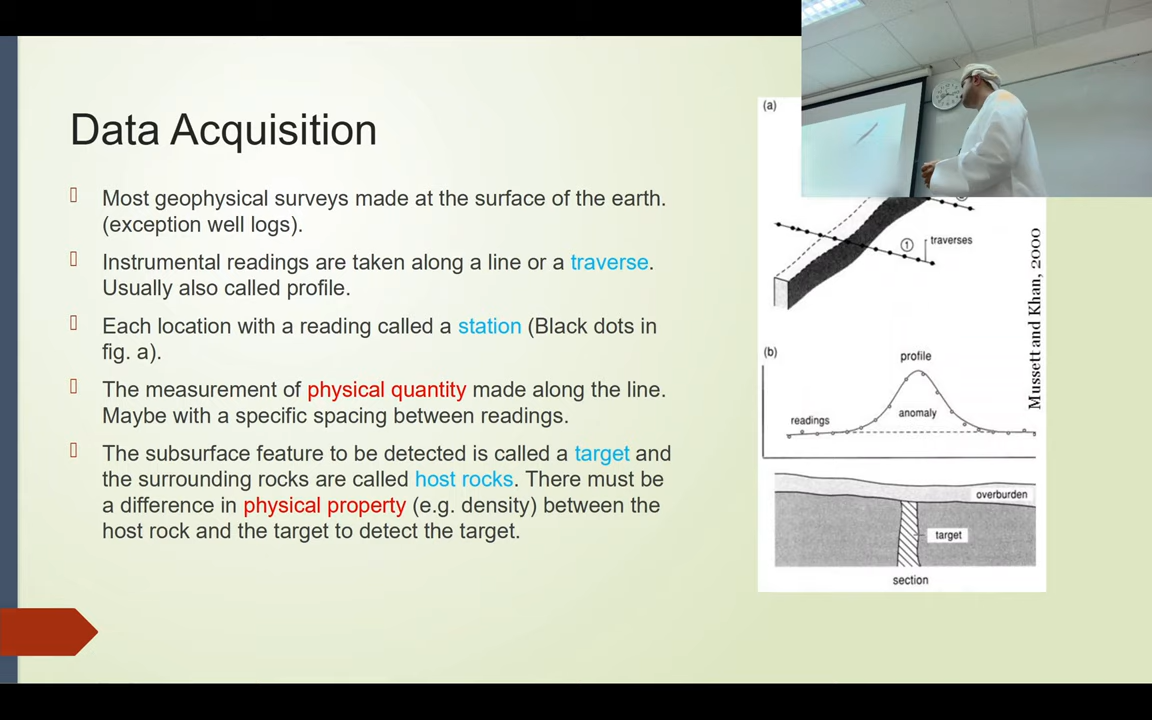 Data Acquisition
Most geophysical surveys made at the surface of the earth.
(exception well logs).
Instrumental readings are taken along a line or a traverse.
Usually also called profile.
Each location with a reading called a station (Black dots in
fig. a).
The measurement of physical quantity made along the line.
Maybe with a specific spacing between readings.
The subsurface feature to be detected is called a target and
the surrounding rocks are called host rocks. There must be
a difference in physical property (e.g. density) between the
host rock and the target to detect the target.
(a)
1
traverses
Mussett and Khan, 2000
(b)
profile
readings
anomaly
overburden
target
section